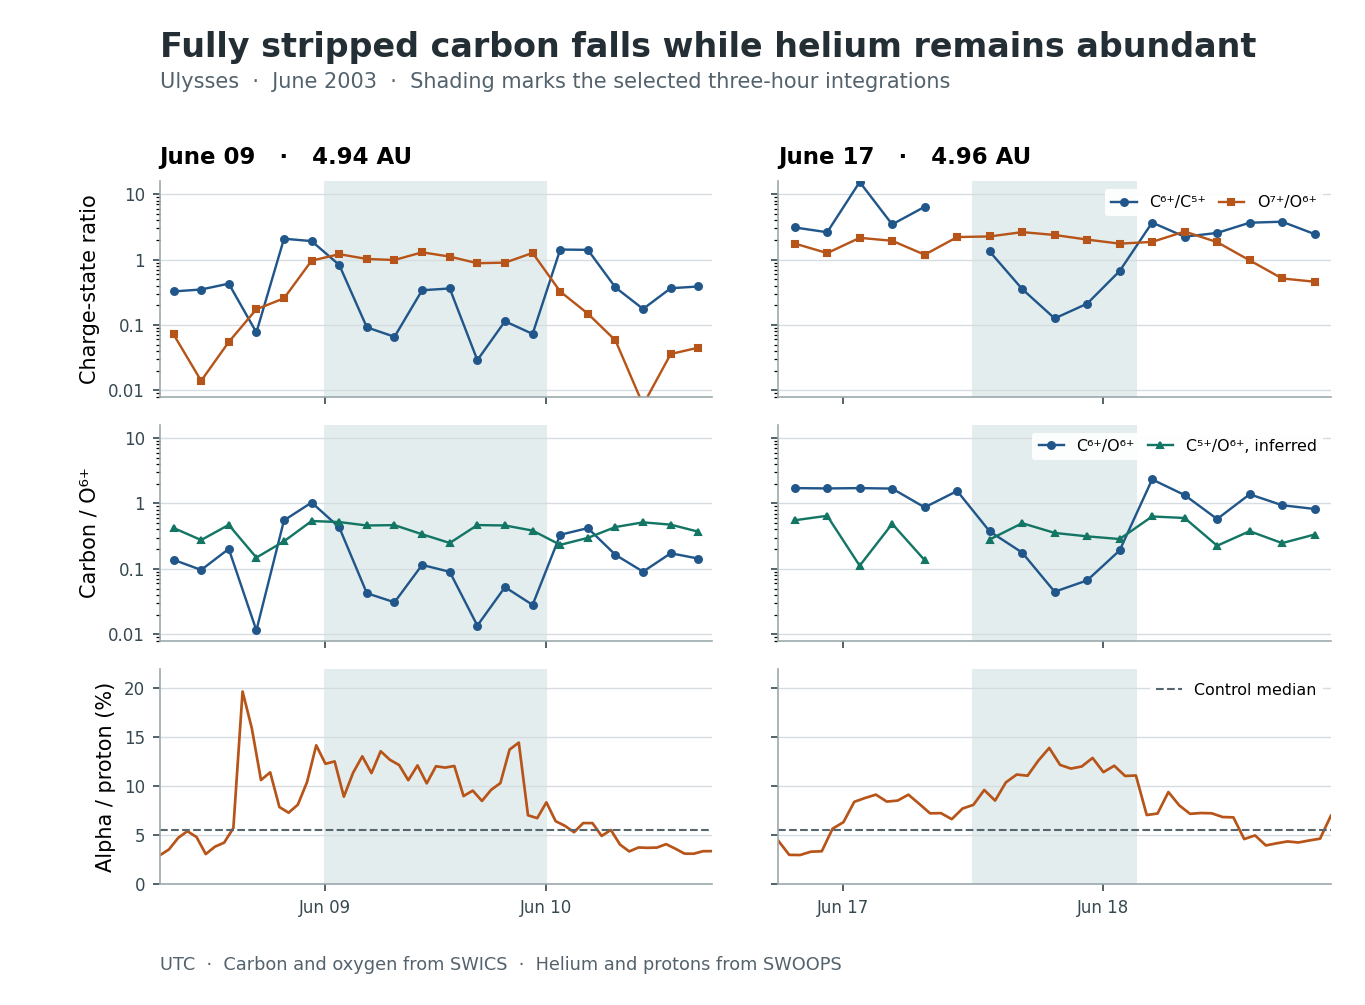 Fully stripped carbon falls while helium remains abundant
Ulysses · June 2003 · Shading marks the selected three-hour integrations
June 09 · 4.94 AU
June 17 · 4.96 AU
Charge-state ratio
10
1
0.1
0.01
C⁶⁺/C⁵⁺
O⁷⁺/O⁶⁺
Carbon / O⁶⁺
10
1
0.1
0.01
C⁶⁺/O⁶⁺
C⁵⁺/O⁶⁺, inferred
Alpha / proton (%)
20
15
10
5
0
Control median
Jun 09
Jun 10
Jun 17
Jun 18
UTC · Carbon and oxygen from SWICS · Helium and protons from SWOOPS